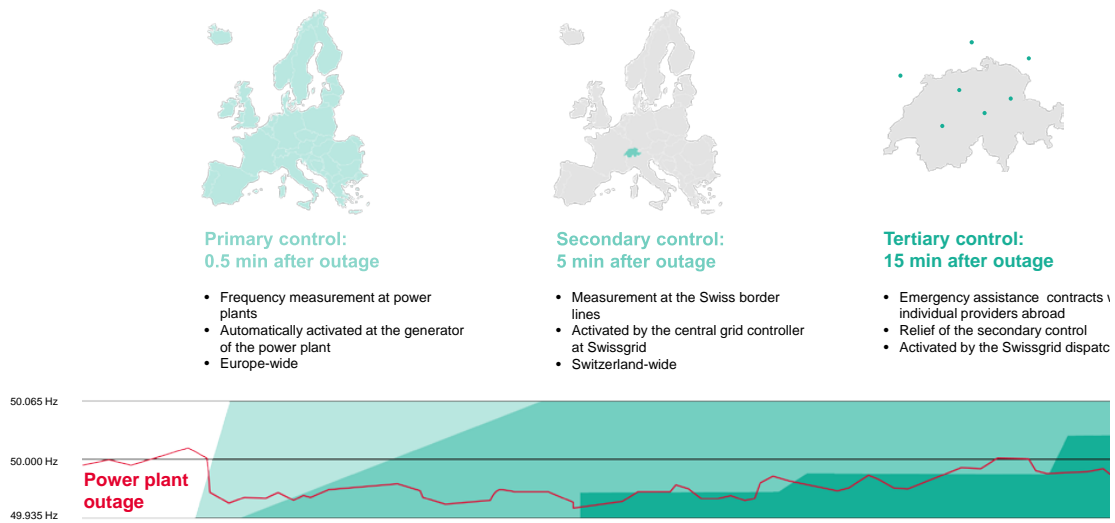 Primary control:
0.5 min after outage
• Frequency measurement at power
plants
• Automatically activated at the generator
of the power plant
• Europe-wide
Secondary control:
5 min after outage
• Measurement at the Swiss border
lines
• Activated by the central grid controller
at Swissgrid
• Switzerland-wide
Tertiary control:
15 min after outage
• Emergency assistance contracts
individual providers abroad
• Relief of the secondary control
• Activated by the Swissgrid
50.065 Hz
50.000 Hz
Power plant
outage
49.935 Hz